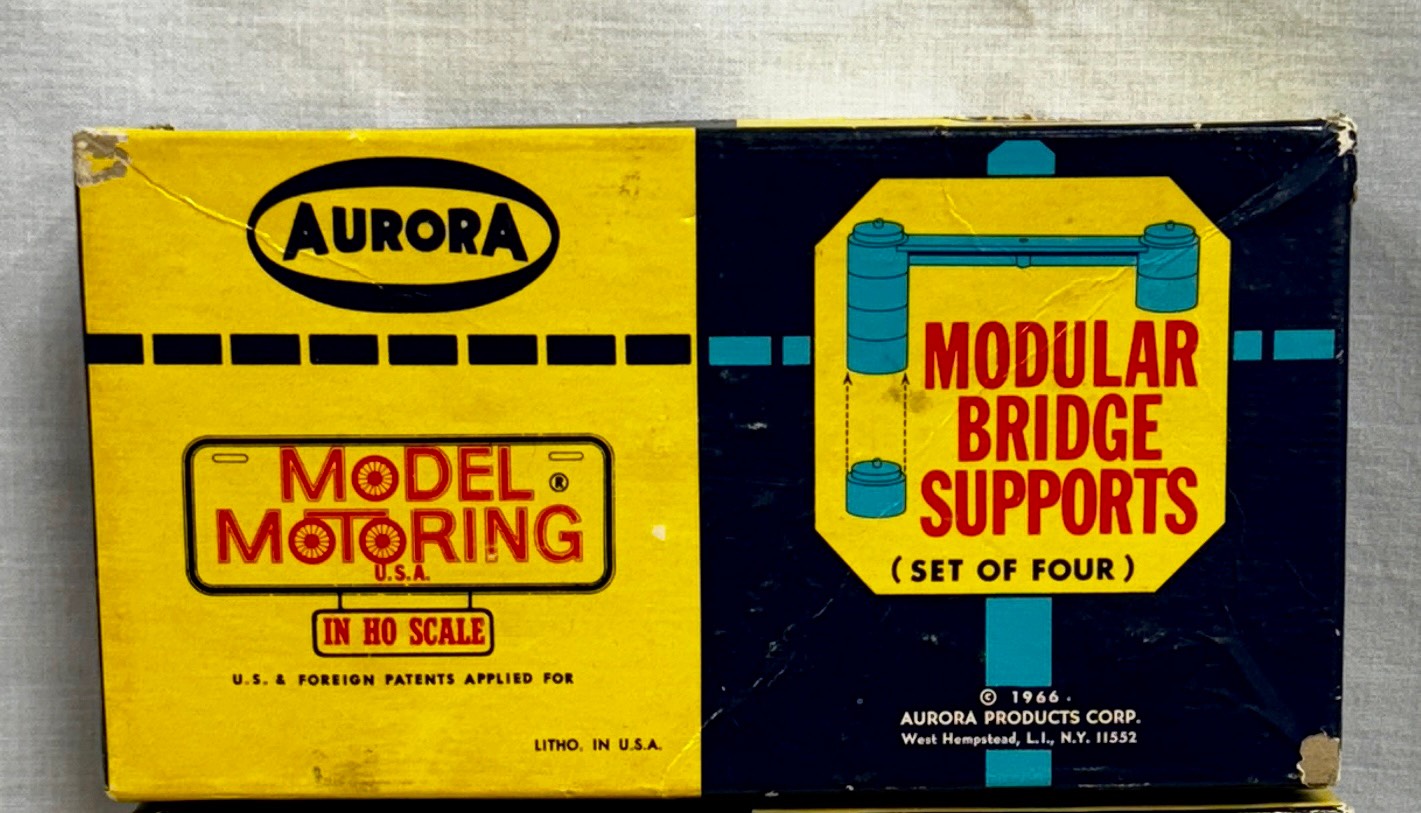 AURORA
MODEL ®
MOTORING
U.S.A.
IN HO SCALE
U.S. & FOREIGN PATENTS APPLIED FOR
LITHO. IN U.S.A.
MODULAR
BRIDGE
SUPPORTS
(SET OF FOUR)
© 1966
AURORA PRODUCTS CORP.
West Hempstead, L.I., N.Y. 11552